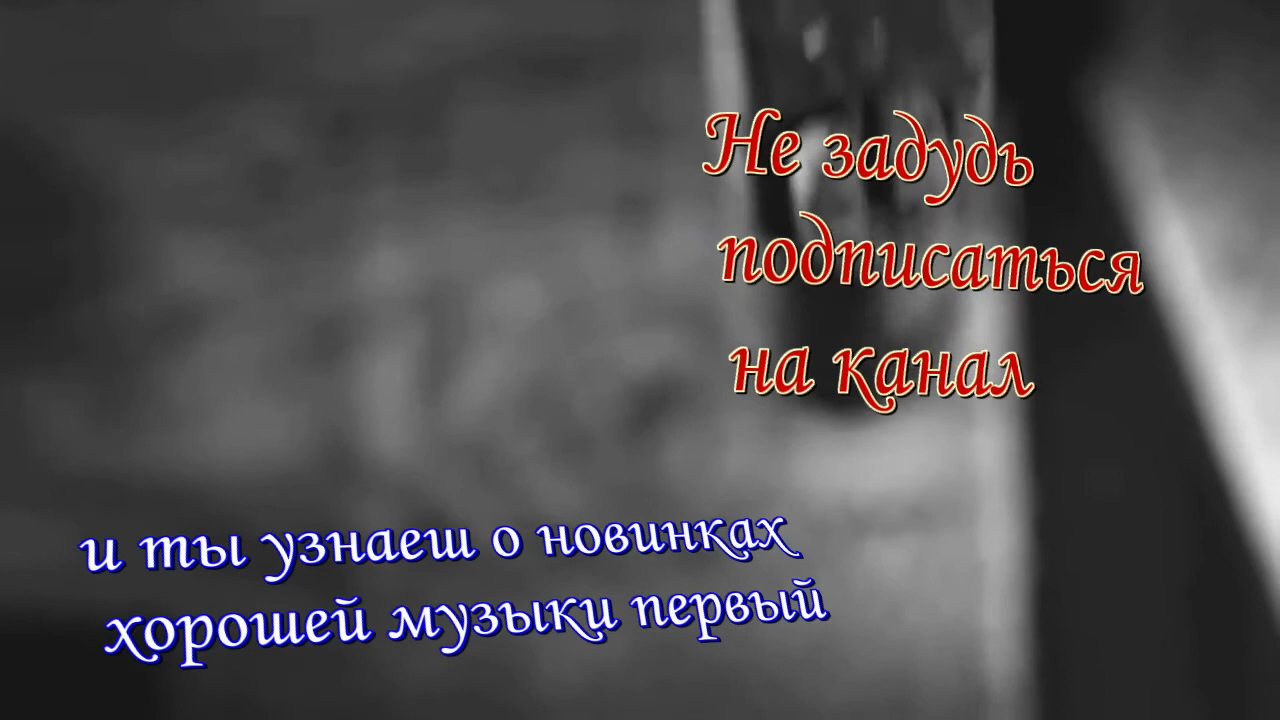 Не задудь
подписаться
на канал
и ты узнаеш о новинках
хорошей музыки первый